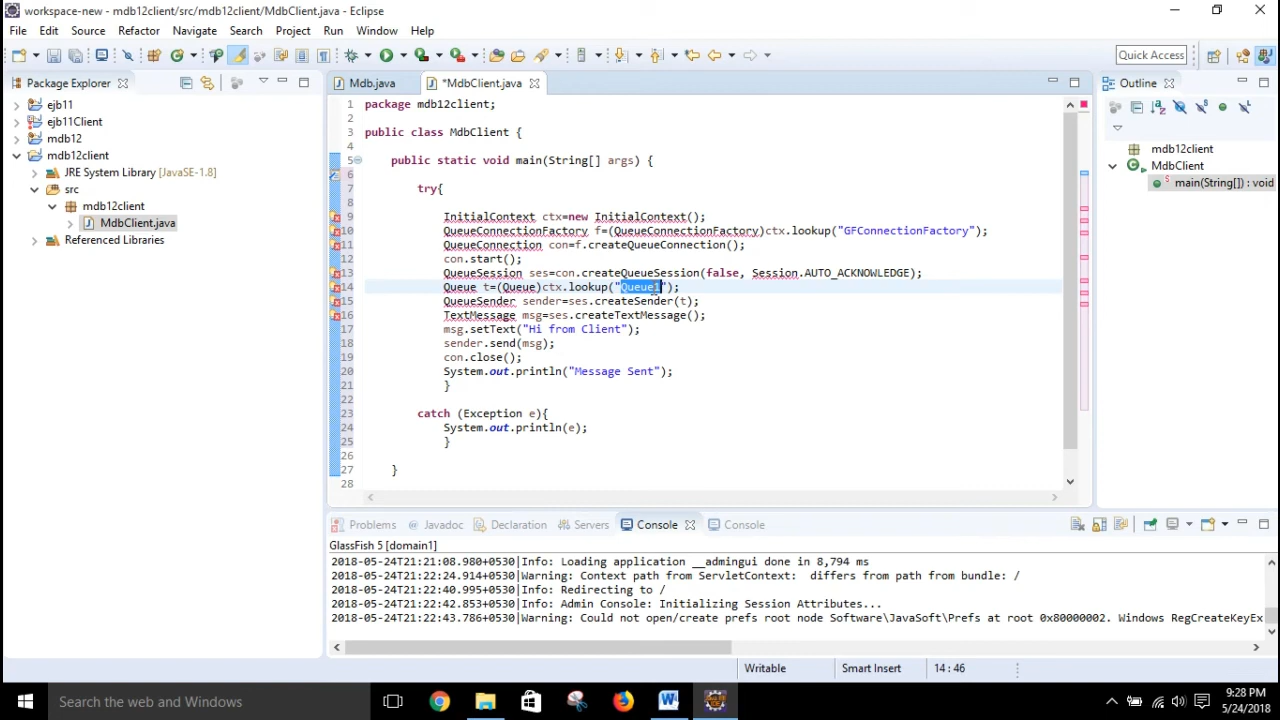 workspace-new - mdb12client/src/mdb12client/MdbClient.java - Eclipse
File Edit Source Refactor Navigate Search Project Run Window Help
Quick Access
Package Explorer
ejb11
ejb11Client
mdb12
mdb12client
JRE System Library [JavaSE-1.8]
src
mdb12client
MdbClient.java
Referenced Libraries
Mdb.java *MdbClient.java
1 package mdb12client;
2
3 public class MdbClient {
4
5 public static void main(String[] args) {
6
7 try{
8
9 InitialContext ctx=new InitialContext();
10 QueueConnectionFactory f=(QueueConnectionFactory)ctx.lookup("GFConnectionFactory");
11 QueueConnection con=f.createQueueConnection();
12 con.start();
13 QueueSession ses=con.createQueueSession(false, Session.AUTO_ACKNOWLEDGE);
14 Queue t=(Queue)ctx.lookup("Queue1");
15 QueueSender sender=ses.createSender(t);
16 TextMessage msg=ses.createTextMessage();
17 msg.setText("Hi from Client");
18 sender.send(msg);
19 con.close();
20 System.out.println("Message Sent");
21 }
22
23 catch (Exception e){
24 System.out.println(e);
25 }
26
27 }
28
Outline
mdb12client
MdbClient
main(String[]) : void
Problems Javadoc Declaration Servers Console Console
GlassFish 5 [domain1]
2018-05-24T21:21:08.980+0530|Info: Loading application __admingui done in 8,794 ms
2018-05-24T21:22:24.914+0530|Warning: Context path from ServletContext: differs from path from bundle: /
2018-05-24T21:22:40.995+0530|Info: Redirecting to /
2018-05-24T21:22:42.853+0530|Info: Admin Console: Initializing Session Attributes...
2018-05-24T21:22:43.786+0530|Warning: Could not open/create prefs root node Software\JavaSoft\Prefs at root 0x80000002. Windows RegCreateKeyEx
Writable Smart Insert 14 : 46
Search the web and Windows
9:28 PM
5/24/2018